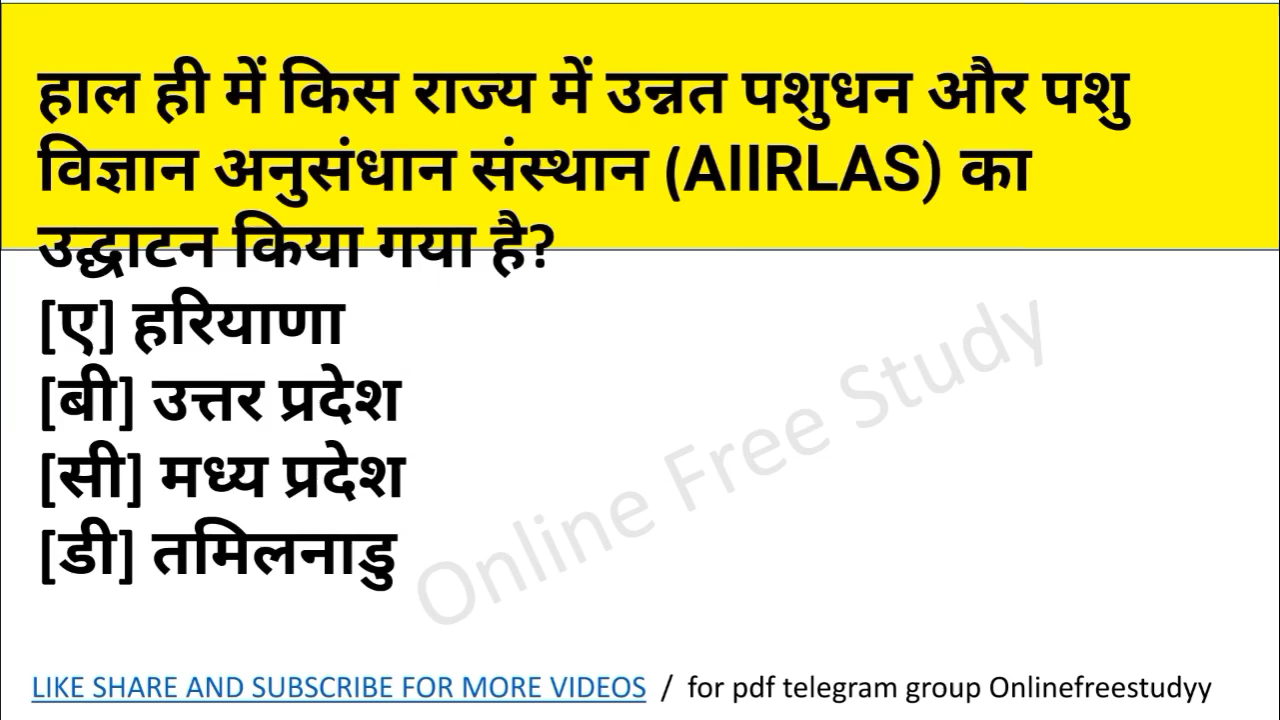 हाल ही में किस राज्य में उन्नत पशुधन और पशु
विज्ञान अनुसंधान संस्थान (AIIRLAS) का
उद्घाटन किया गया है?
[ए] हरियाणा
[बी] उत्तर प्रदेश
[सी] मध्य प्रदेश
[डी] तमिलनाडु
Online Free Study
LIKE SHARE AND SUBSCRIBE FOR MORE VIDEOS / for pdf telegram group Onlinefreestudyy